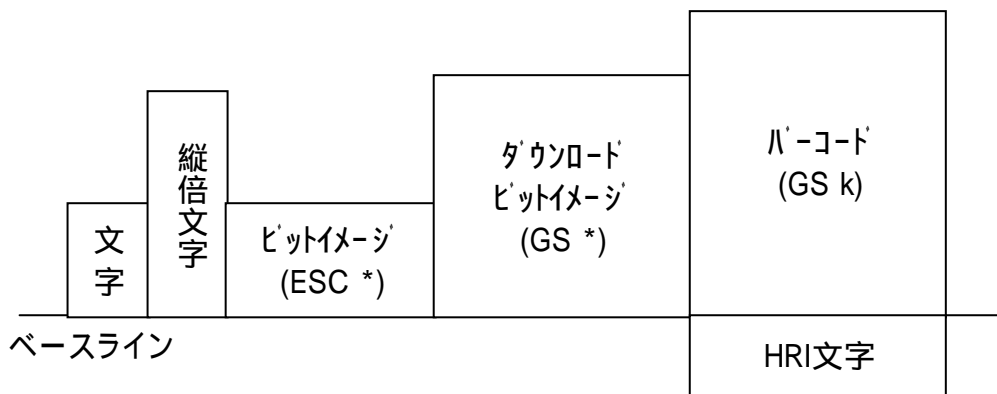 文
字
縦
倍
文
字
ﾋﾞｯﾄｲﾒｰｼﾞ
(ESC *)
ﾀﾞｳﾝﾛｰﾄﾞ
ﾋﾞｯﾄｲﾒｰｼﾞ
(GS *)
ﾊﾞｰｺｰﾄﾞ
(GS k)
ベースライン
HRI文字